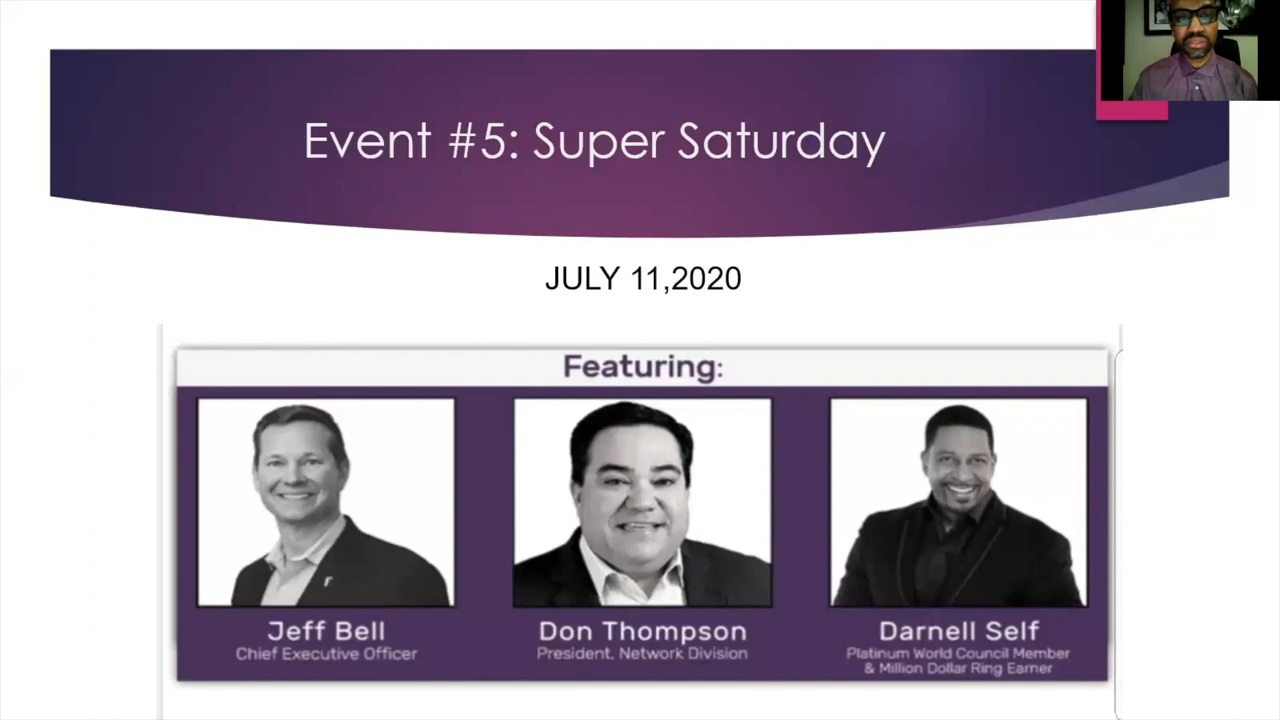 Event #5: Super Saturday
JULY 11,2020
Featuring:
Jeff Bell
Chief Executive Officer
Don Thompson
President, Network Division
Darnell Self
Platinum World Council Member
& Million Dollar Ring Earner